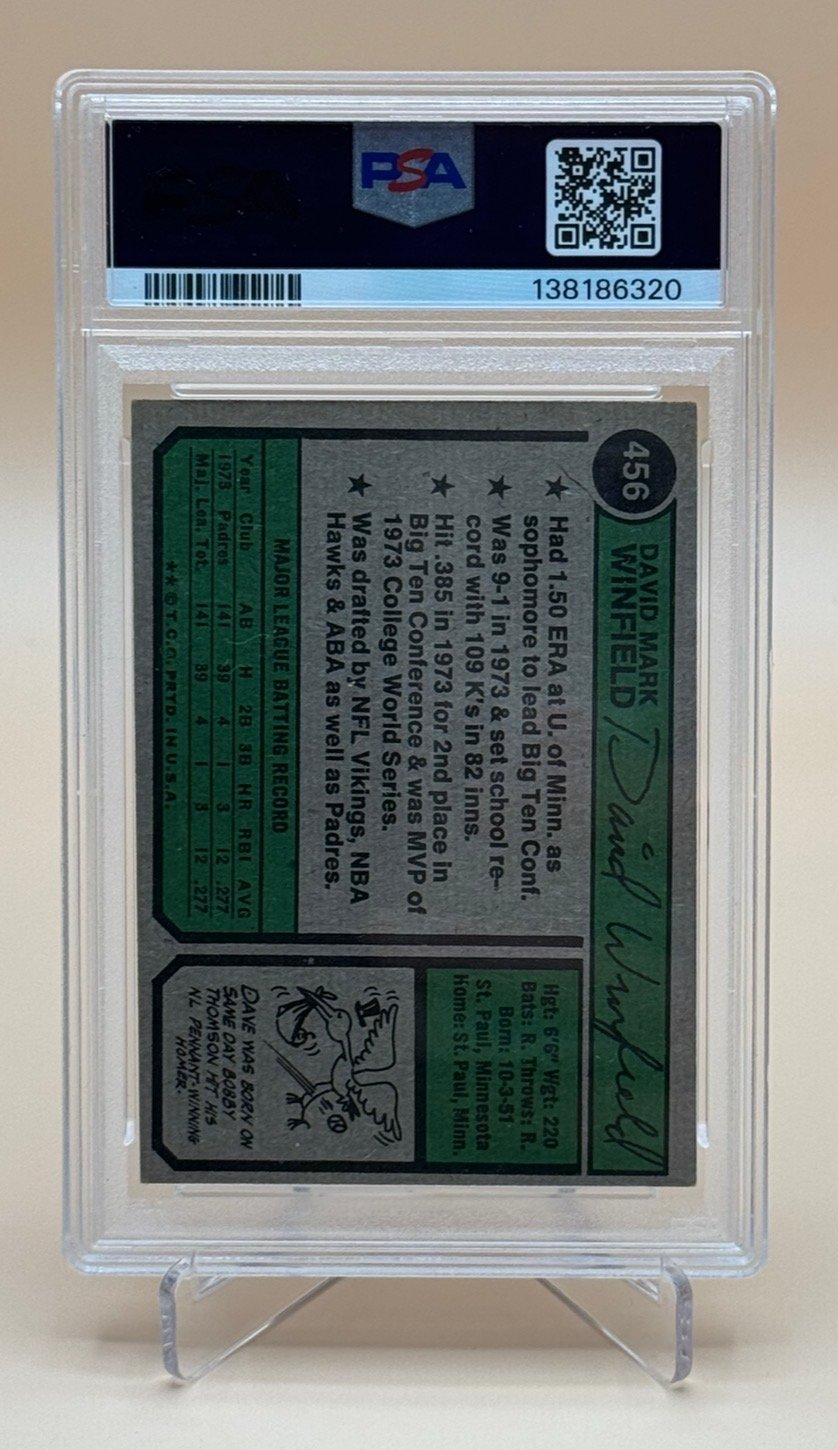 PSA
138186320
456
DAVID MARK
WINFIELD
David Winfield
★ Had 1.50 ERA at U. of Minn. as
sophomore to lead Big Ten Conf.
★ Was 9-1 in 1973 & set school re-
cord with 109 K's in 82 inns.
★ Hit .385 in 1973 for 2nd place in
Big Ten Conference & was MVP of
1973 College World Series.
★ Was drafted by NFL Vikings, NBA
Hawks & ABA as well as Padres.
MAJOR LEAGUE BATTING RECORD
Year Club AB H 2B 3B HR RBI AVG
1973 Padres 141 39 4 1 3 12 .277
Maj. Lea. Tot. 141 39 4 1 3 12 .277
★★ © T.C.G. PRTD. IN U.S.A.
Hgt: 6'6" Wgt: 220
Bats: R. Throws: R.
Born: 10-3-51
St. Paul, Minnesota
Home: St. Paul, Minn.
DAVE WAS BORN ON
SAME DAY BOBBY
THOMSON HIT HIS
NL PENNANT-WINNING
HOMER.